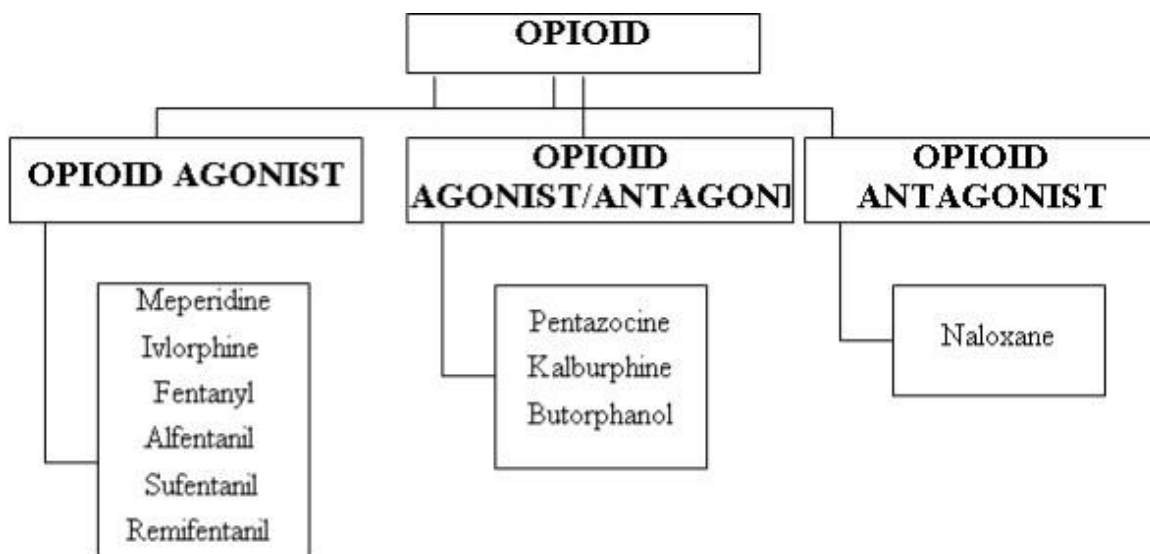 OPIOID
OPIOID AGONIST
OPIOID
AGONIST/ANTAGONI
OPIOID
ANTAGONIST
Meperidine
Ivlorphine
Fentanyl
Alfentanil
Sufentanil
Remifentanil
Pentazocine
Kalburphine
Butorphanol
Naloxane